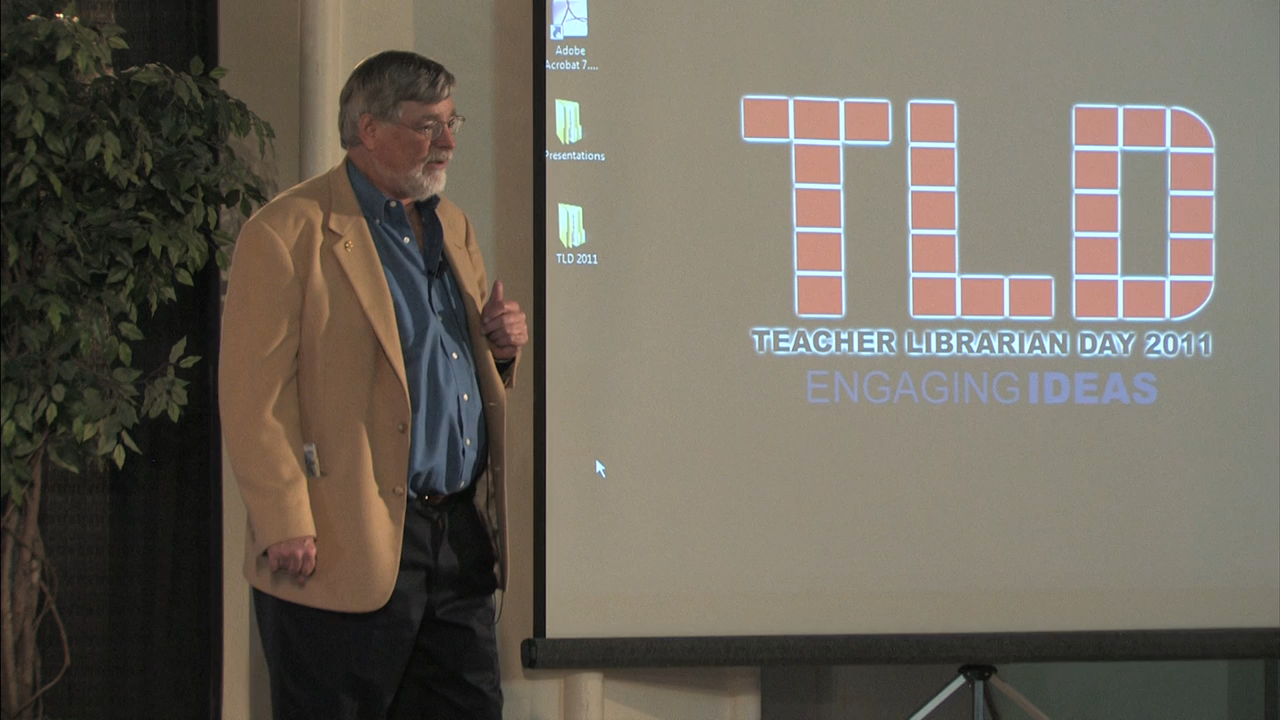 Adobe
Acrobat 7....
Presentations
TLD 2011
TLD
TEACHER LIBRARIAN DAY 2011
ENGAGING IDEAS